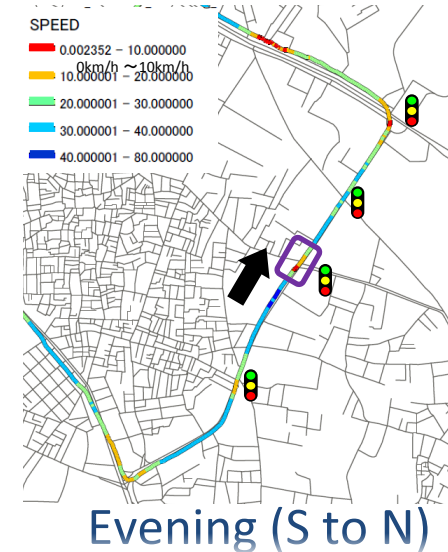 SPEED
0.002352 – 10.000000
0km/h ～10km/h
10.000001 – 20.000000
20.000001 – 30.000000
30.000001 – 40.000000
40.000001 – 80.000000
Evening (S to N)